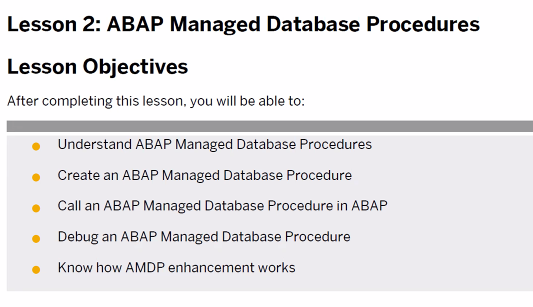 Lesson 2: ABAP Managed Database Procedures
Lesson Objectives
After completing this lesson, you will be able to:
Understand ABAP Managed Database Procedures
Create an ABAP Managed Database Procedure
Call an ABAP Managed Database Procedure in ABAP
Debug an ABAP Managed Database Procedure
Know how AMDP enhancement works